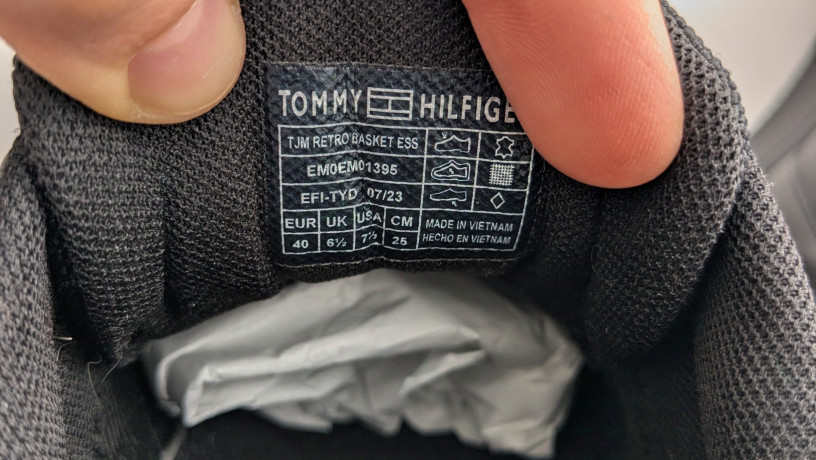 TOMMY HILFIGE
TJM RETRO BASKET ESS
EM0EM01395
EFI-TYD 07/23
EUR UK USA CM
40 6½ 7½ 25
MADE IN VIETNAM
HECHO EN VIETNAM